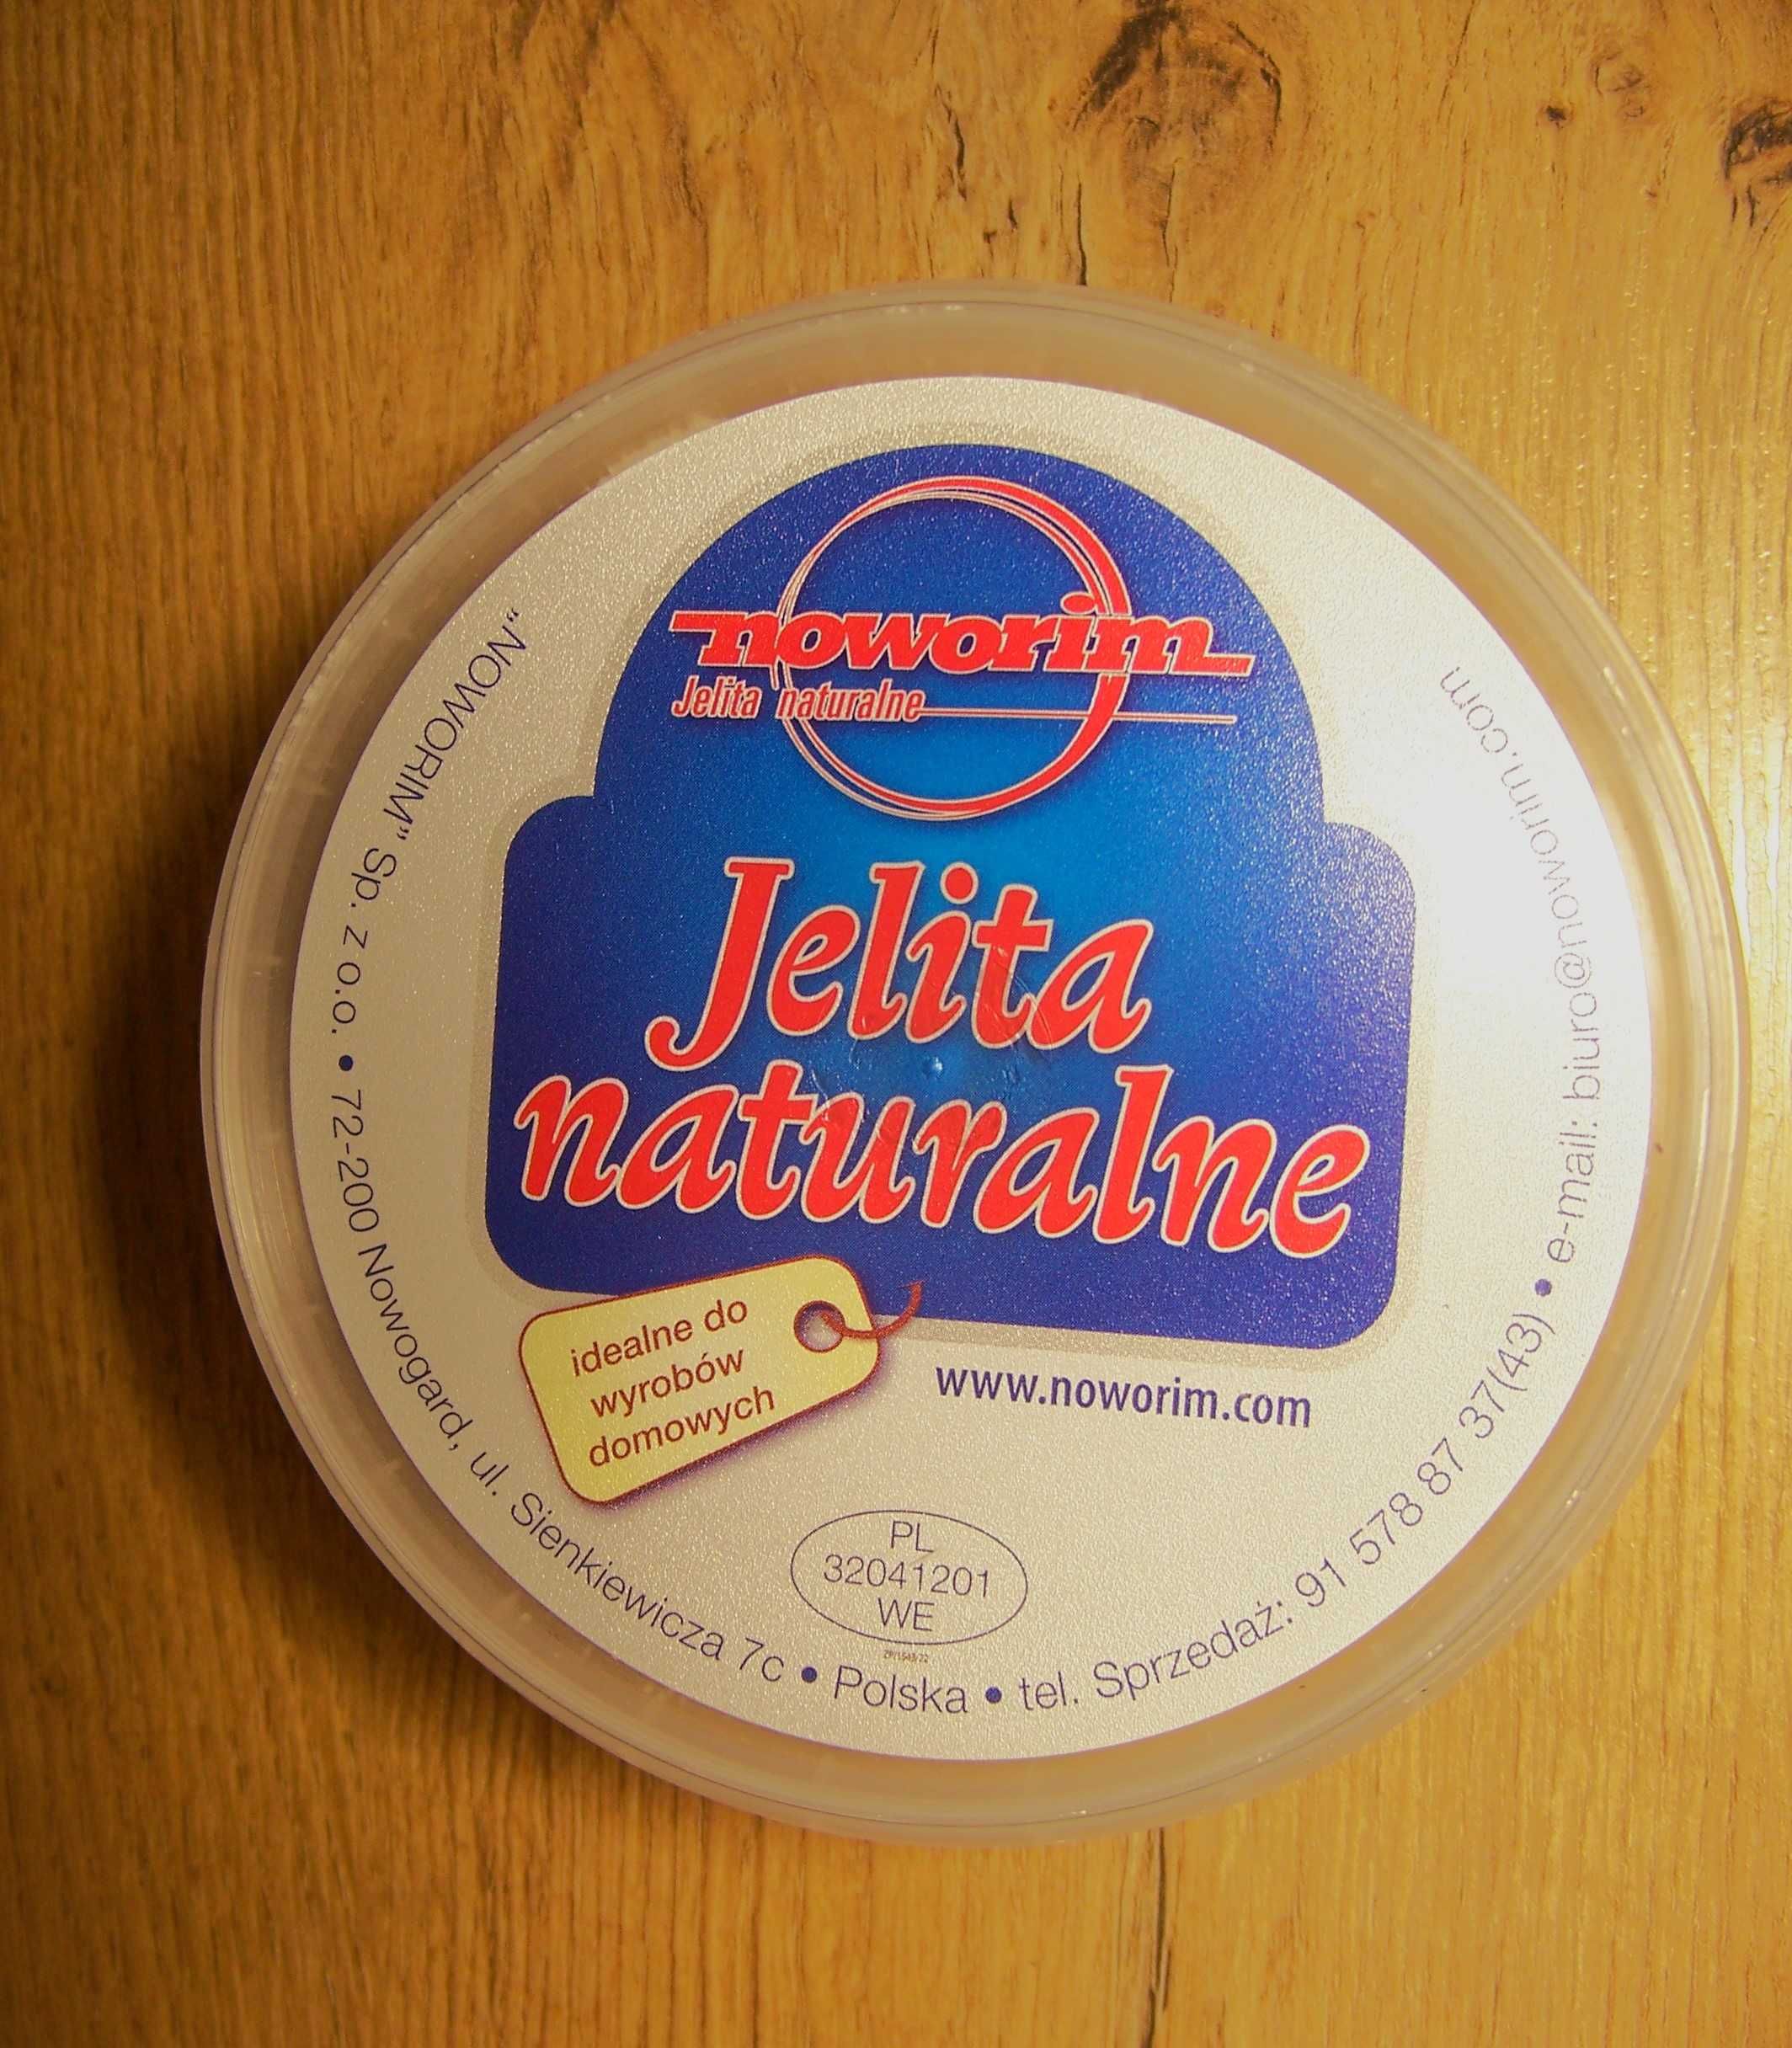 noworim
Jelita naturalne
Jelita
naturalne
idealne do
wyrobów
domowych
www.noworim.com
PL
32041201
WE
"NOWORIM" Sp. z o.o. • 72-200 Nowogard, ul. Sienkiewicza 7c • Polska • tel. Sprzedaż: 91 578 87 37(43) • e-mail: biuro@noworim.com